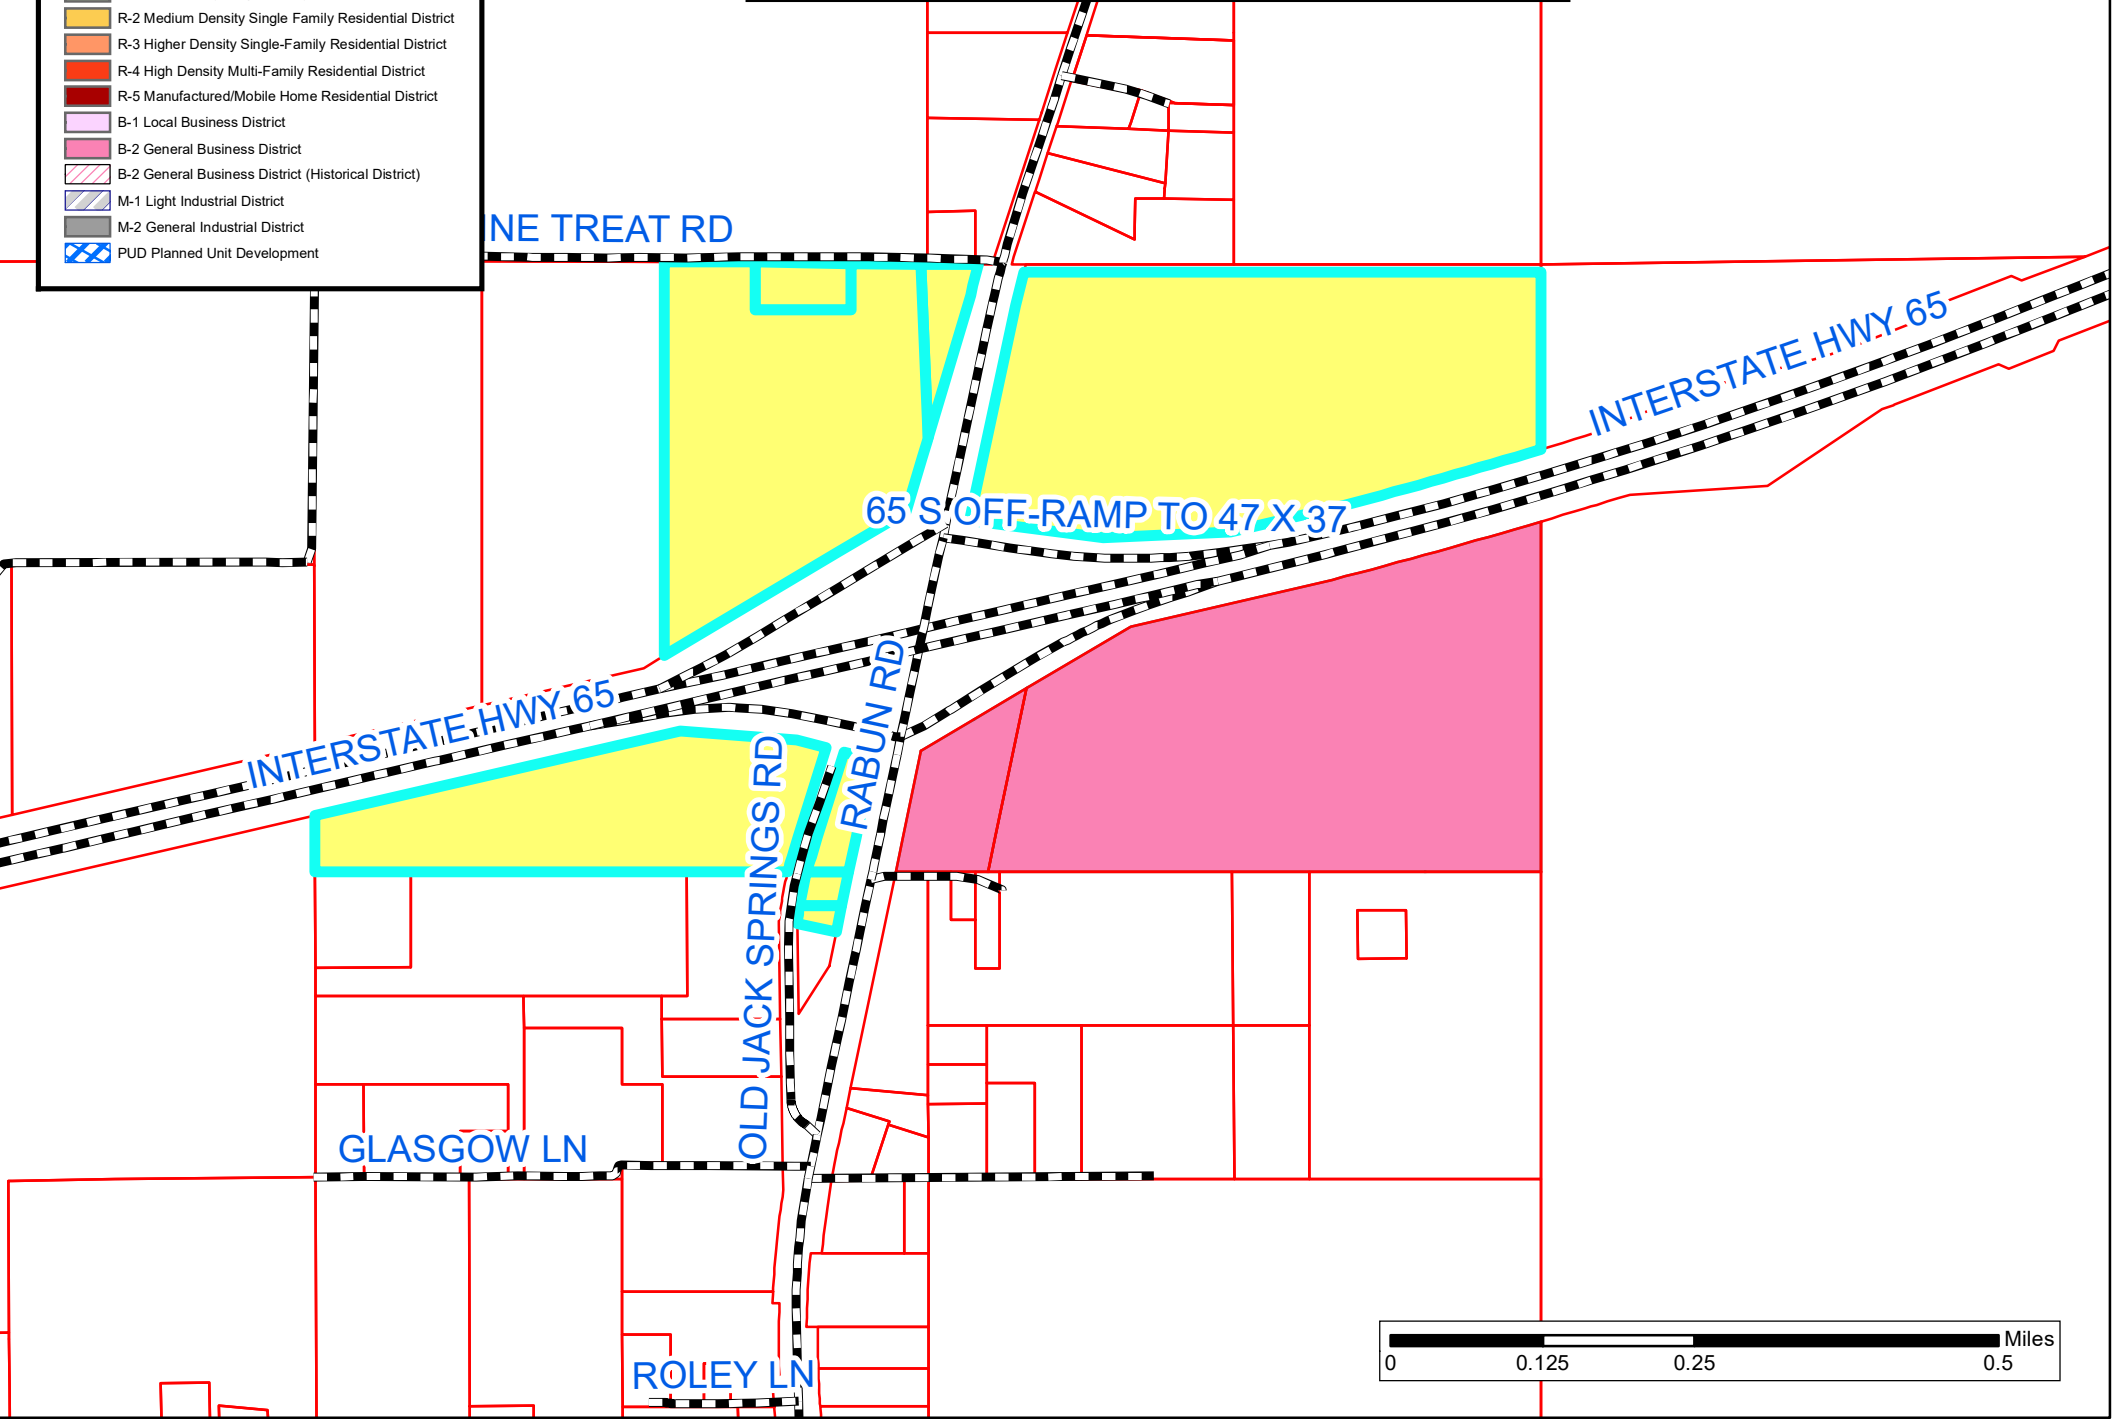 R-2 Medium Density Single Family Residential District
R-3 Higher Density Single-Family Residential District
R-4 High Density Multi-Family Residential District
R-5 Manufactured/Mobile Home Residential District
B-1 Local Business District
B-2 General Business District
B-2 General Business District (Historical District)
M-1 Light Industrial District
M-2 General Industrial District
PUD Planned Unit Development
INE TREAT RD
INTERSTATE HWY 65
65 S OFF-RAMP TO 47 X 37
RABUN RD
INTERSTATE HWY 65
OLD JACK SPRINGS RD
GLASGOW LN
ROLEY LN
Miles
0 0.125 0.25 0.5